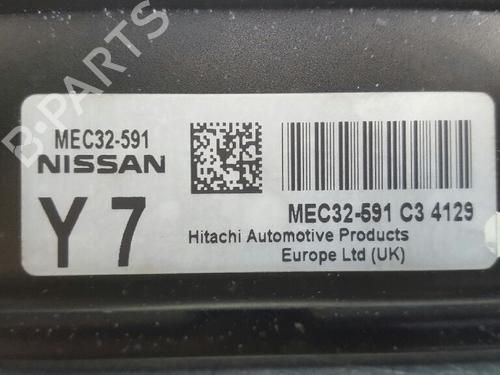 B-PARTS
MEC32-591
NISSAN
Y 7
MEC32-591 C3 4129
Hitachi Automotive Products
Europe Ltd (UK)